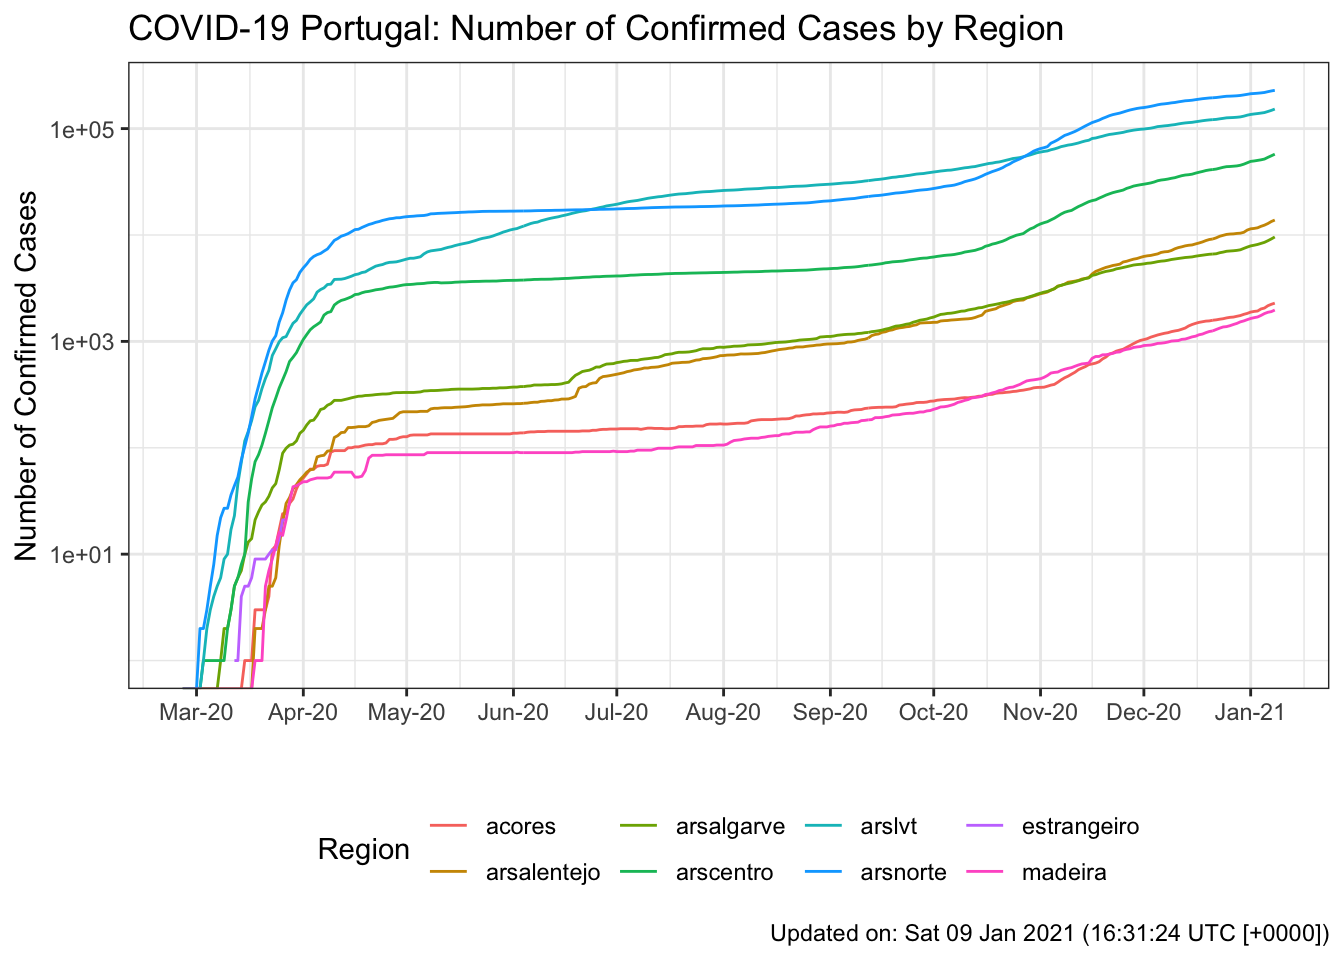 COVID-19 Portugal: Number of Confirmed Cases by Region
Number of Confirmed Cases
1e+05
1e+03
1e+01
Mar-20 Apr-20 May-20 Jun-20 Jul-20 Aug-20 Sep-20 Oct-20 Nov-20 Dec-20 Jan-21
Region
acores arsalgarve arslvt estrangeiro
arsalentejo arscentro arsnorte madeira
Updated on: Sat 09 Jan 2021 (16:31:24 UTC [+0000])